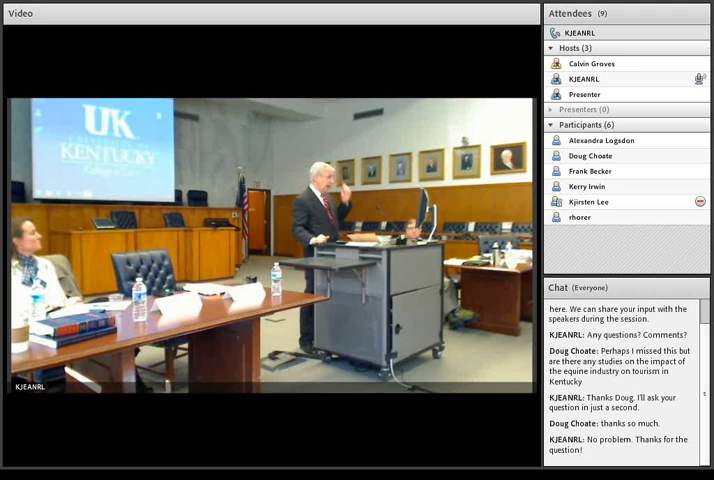 Video
UK
UNIVERSITY OF
KENTUCKY
College of Law
KJEANRL
Attendees (9)
KJEANRL
Hosts (3)
Calvin Groves
KJEANRL
Presenter
Presenters (0)
Participants (6)
Alexandra Logsdon
Doug Choate
Frank Becker
Kerry Irwin
Kjirsten Lee
rhorer
Chat (Everyone)
here. We can share your input with the
speakers during the session.
KJEANRL: Any questions? Comments?
Doug Choate: Perhaps I missed this but
are there any studies on the impact of
the equine industry on tourism in
Kentucky
KJEANRL: Thanks Doug. I'll ask your
question in just a second.
Doug Choate: thanks so much.
KJEANRL: No problem. Thanks for the
question!